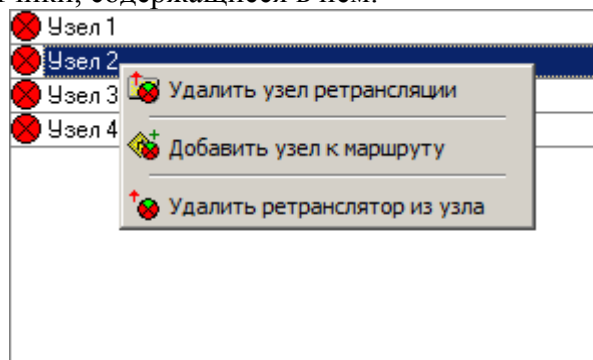 содержащиеся в нем.
Узел 1
Узел 2
Узел 3
Узел 4
Удалить узел ретрансляции
Добавить узел к маршруту
Удалить ретранслятор из узла